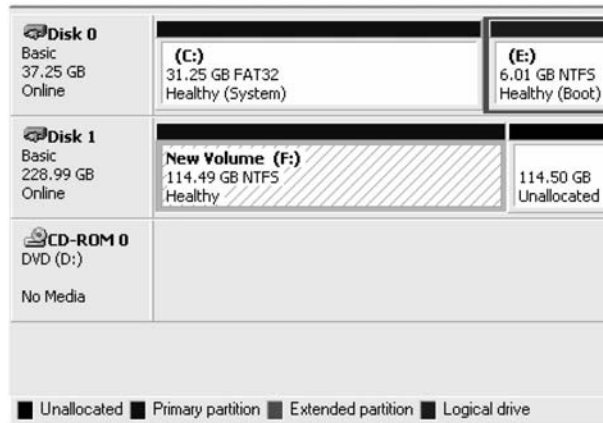 Disk 0
Basic
37.25 GB
Online
(C:)
31.25 GB FAT32
Healthy (System)
(E:)
6.01 GB NTFS
Healthy (Boot)
Disk 1
Basic
228.99 GB
Online
New Volume (F:)
114.49 GB NTFS
Healthy
114.50 GB
Unallocated
CD-ROM 0
DVD (D:)
No Media
Unallocated Primary partition Extended partition Logical drive